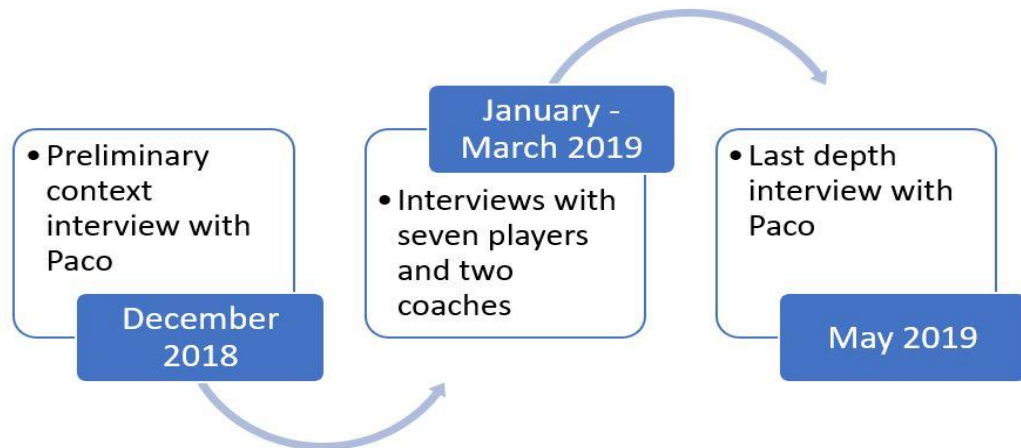 • Preliminary
context
interview with
Paco
December
2018
January -
March 2019
• Interviews with
seven players
and two
coaches
• Last depth
interview with
Paco
May 2019